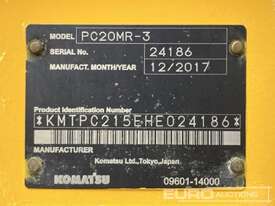 MODEL PC20MR-3
SERIAL No. 24186
MANUFACT. MONTH/YEAR 12/2017
Product Identification Number
*KMTPC215EHE024186*
MANUFACTURER
Komatsu Ltd.,Tokyo,Japan.
KOMATSU 09601-14000
EURO AUCTIONS